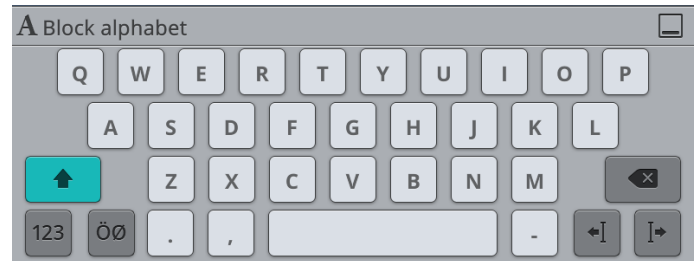 A Block alphabet
Q W E R T Y U I O P
A S D F G H J K L
Z X C V B N M
123 ÖØ . , -